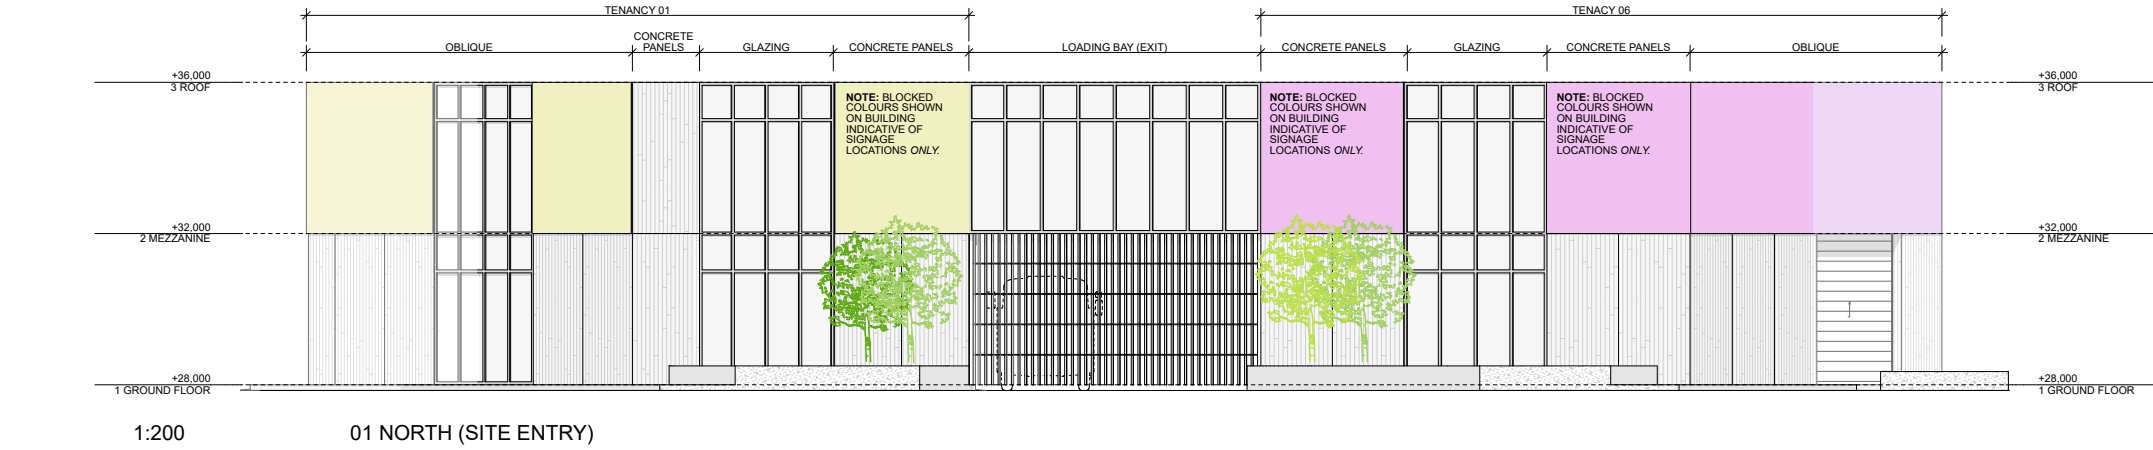 TENANCY 01
TENACY 06
OBLIQUE
CONCRETE
PANELS
GLAZING
CONCRETE PANELS
LOADING BAY (EXIT)
CONCRETE PANELS
GLAZING
CONCRETE PANELS
OBLIQUE
+36,000
3 ROOF
+36,000
3 ROOF
NOTE: BLOCKED
COLOURS SHOWN
ON BUILDING
INDICATIVE OF
SIGNAGE
LOCATIONS ONLY.
NOTE: BLOCKED
COLOURS SHOWN
ON BUILDING
INDICATIVE OF
SIGNAGE
LOCATIONS ONLY.
NOTE: BLOCKED
COLOURS SHOWN
ON BUILDING
INDICATIVE OF
SIGNAGE
LOCATIONS ONLY.
+32,000
2 MEZZANINE
+32,000
2 MEZZANINE
+28,000
1 GROUND FLOOR
+28,000
1 GROUND FLOOR
1:200
01 NORTH (SITE ENTRY)